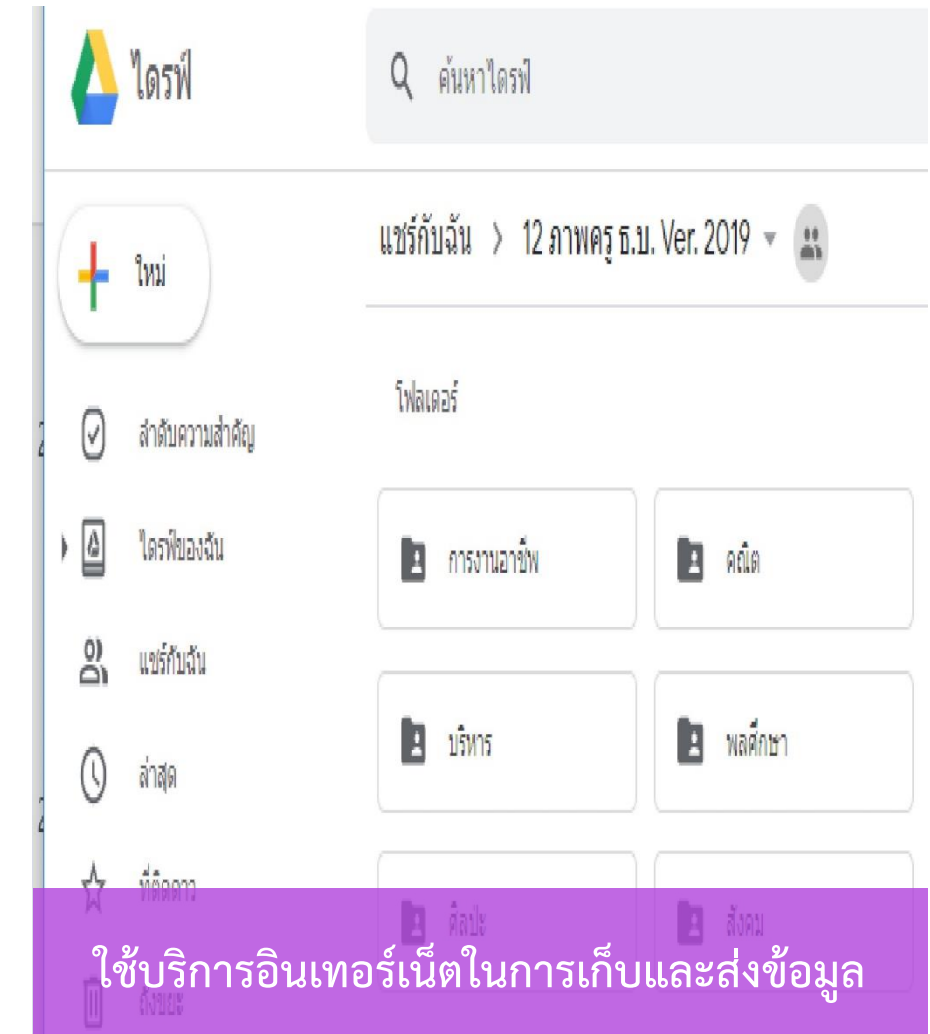 ไดรฟ์
ค้นหาไดรฟ์
แชร์กับฉัน > 12 ภาพครู ธ.บ. Ver. 2019
ใหม่
โฟลเดอร์
ลำดับความสำคัญ
ไดรฟ์ของฉัน
แชร์กับฉัน
ล่าสุด
ที่ติดดาว
ถังขยะ
การงานอาชีพ
คณิต
บริหาร
พลศึกษา
ศิลปะ
สังคม
ใช้บริการอินเทอร์เน็ตในการเก็บและส่งข้อมูล